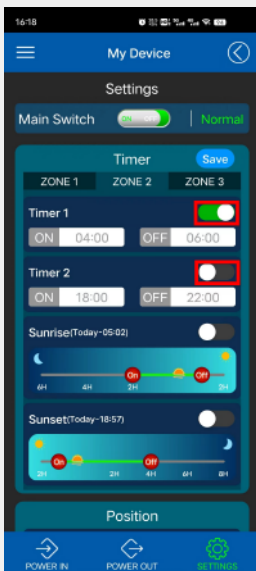 16:18
My Device
Settings
Main Switch ON OFF | Normal
Timer Save
ZONE 1 ZONE 2 ZONE 3
Timer 1
ON 04:00 OFF 06:00
Timer 2
ON 18:00 OFF 22:00
Sunrise(Today-05:02)
On Off
6H 4H 2H 2H
Sunset(Today-18:57)
On Off
2H 2H 4H 6H 8H
Position
POWER IN POWER OUT SETTINGS